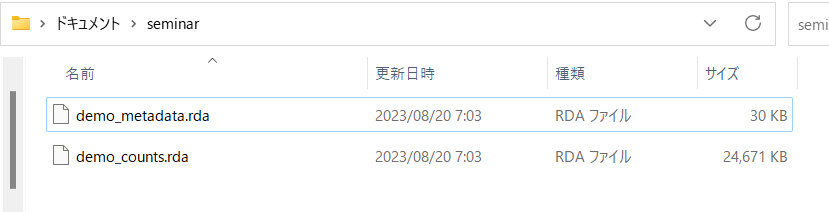 ドキュメント seminar semi
名前 更新日時 種類 サイズ
demo_metadata.rda 2023/08/20 7:03 RDA ファイル 30 KB
demo_counts.rda 2023/08/20 7:03 RDA ファイル 24,671 KB